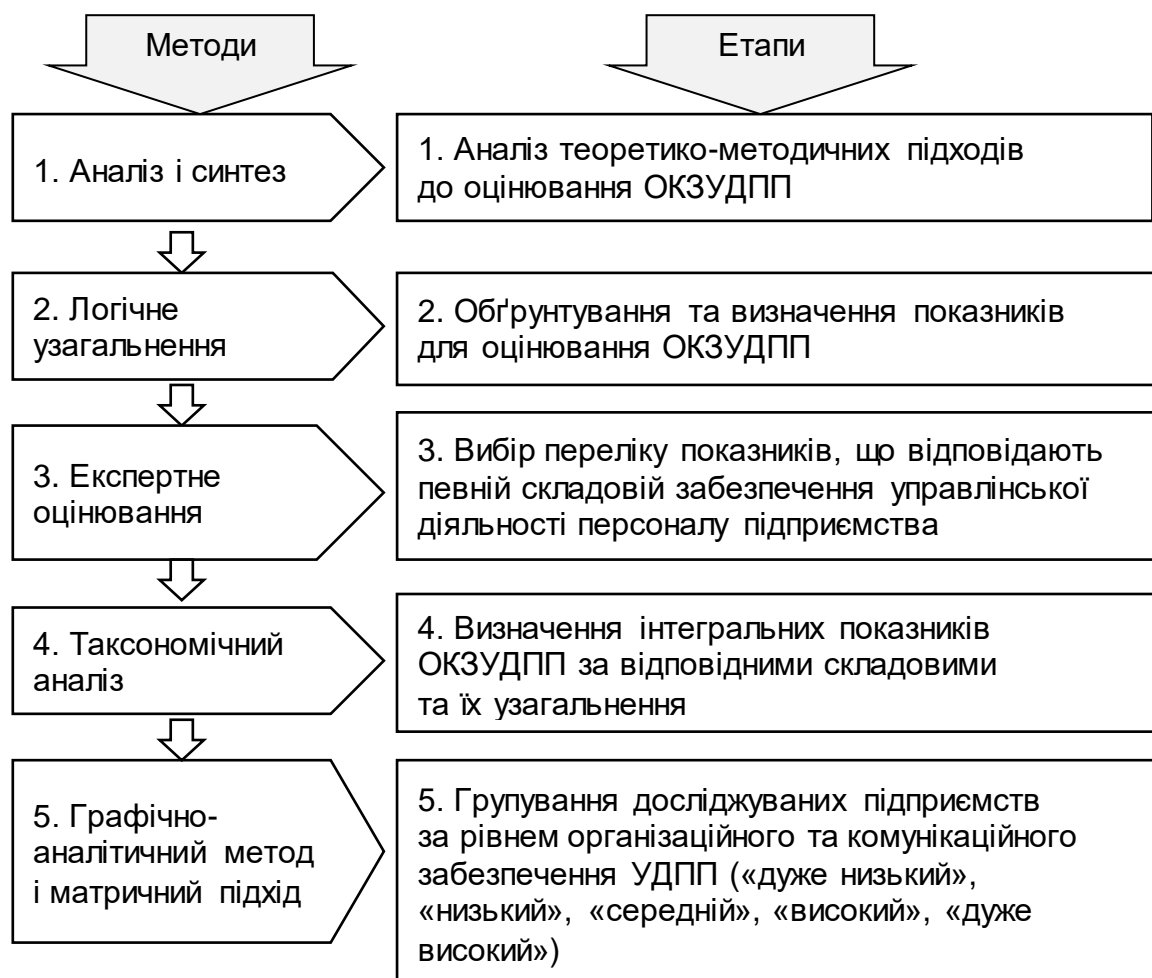 Методи
Етапи
1. Аналіз і синтез
1. Аналіз теоретико-методичних підходів
до оцінювання ОКЗУДПП
2. Логічне
узагальнення
2. Обґрунтування та визначення показників
для оцінювання ОКЗУДПП
3. Експертне
оцінювання
3. Вибір переліку показників, що відповідають
певній складовій забезпечення управлінської
діяльності персоналу підприємства
4. Таксономічний
аналіз
4. Визначення інтегральних показників
ОКЗУДПП за відповідними складовими
та їх узагальнення
5. Графічно-
аналітичний метод
і матричний підхід
5. Групування досліджуваних підприємств
за рівнем організаційного та комунікаційного
забезпечення УДПП («дуже низький»,
«низький», «середній», «високий», «дуже
високий»)